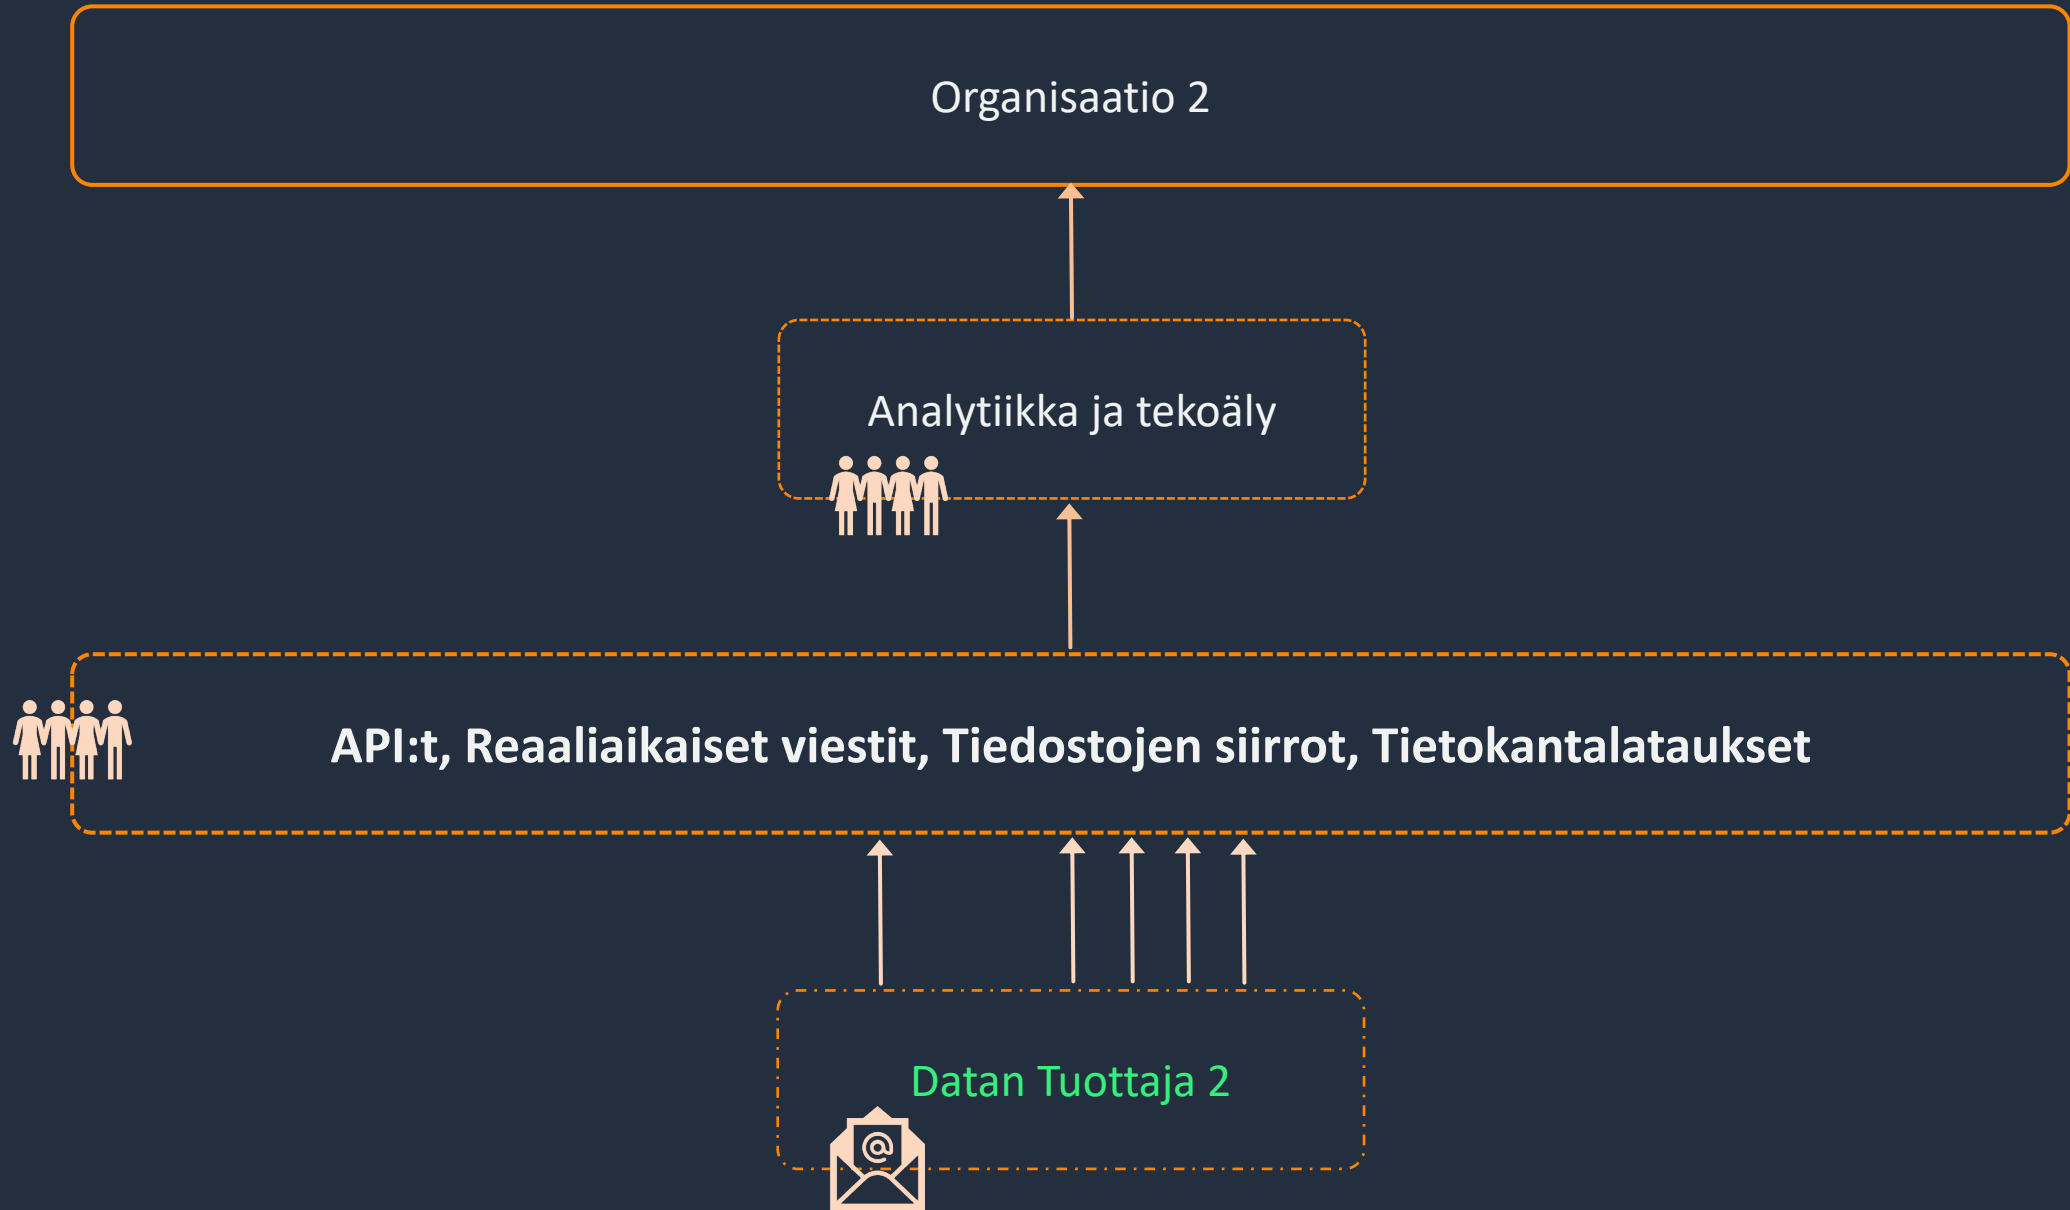 Organisaatio 2
Analytiikka ja tekoäly
API:t, Reaaliaikaiset viestit, Tiedostojen siirrot, Tietokantalataukset
Datan Tuottaja 2
@